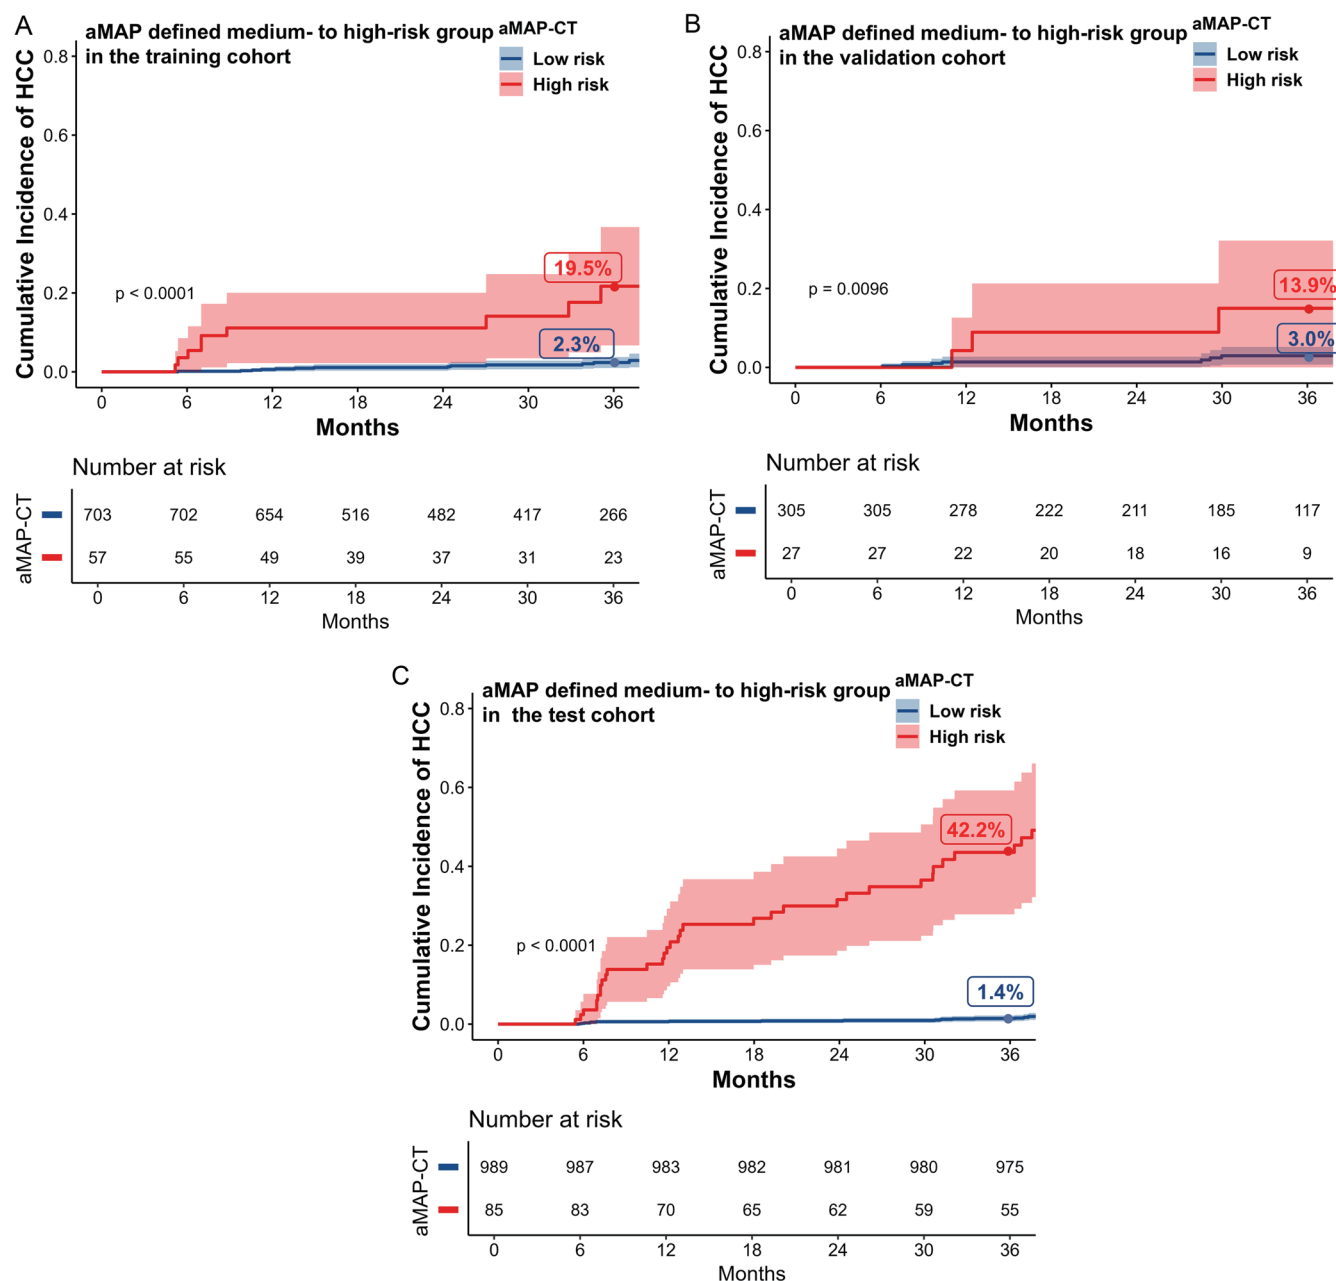 A
aMAP defined medium- to high-risk group
in the training cohort
aMAP-CT
Low risk
High risk
Cumulative Incidence of HCC
0.8
0.6
0.4
0.2
0.0
p < 0.0001
19.5%
2.3%
0 6 12 18 24 30 36
Months
Number at risk
aMAP-CT
703 702 654 516 482 417 266
57 55 49 39 37 31 23
0 6 12 18 24 30 36
Months
B
aMAP defined medium- to high-risk group
in the validation cohort
aMAP-CT
Low risk
High risk
Cumulative Incidence of HCC
0.8
0.6
0.4
0.2
0.0
p = 0.0096
13.9%
3.0%
0 6 12 18 24 30 36
Months
Number at risk
aMAP-CT
305 305 278 222 211 185 117
27 27 22 20 18 16 9
0 6 12 18 24 30 36
Months
C
aMAP defined medium- to high-risk group
in the test cohort
aMAP-CT
Low risk
High risk
Cumulative Incidence of HCC
0.8
0.6
0.4
0.2
0.0
p < 0.0001
42.2%
1.4%
0 6 12 18 24 30 36
Months
Number at risk
aMAP-CT
989 987 983 982 981 980 975
85 83 70 65 62 59 55
0 6 12 18 24 30 36
Months